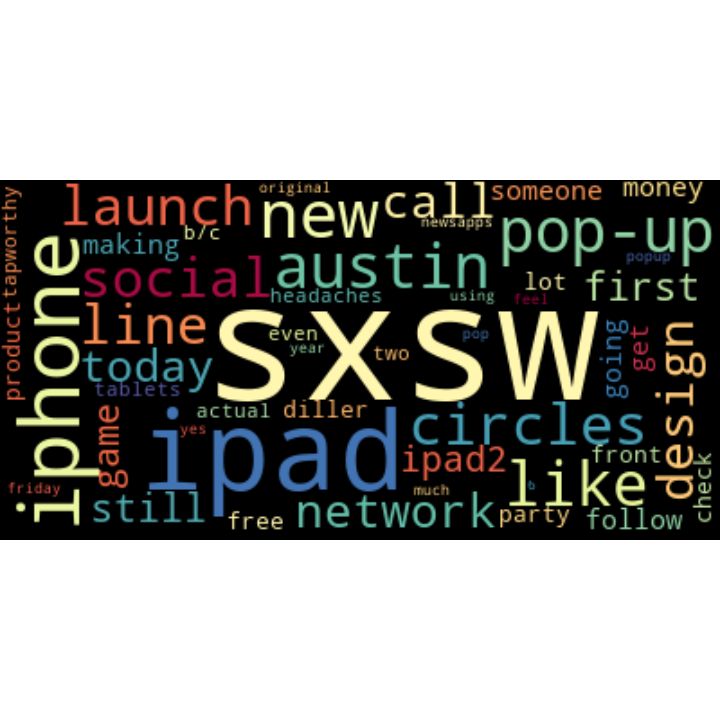 original
someone
money
launch
new
call
newsapps
tapworthy
b/c
pop-up
making
austin
popup
social
headaches
using
lot
feel
first
iphone
product
line
sxsw
even
year
two
pop
going
get
design
today
tablets
actual
diller
circles
game
yes
ipad
ipad2
front
check
friday
like
b
much
still
free
network
party
follow